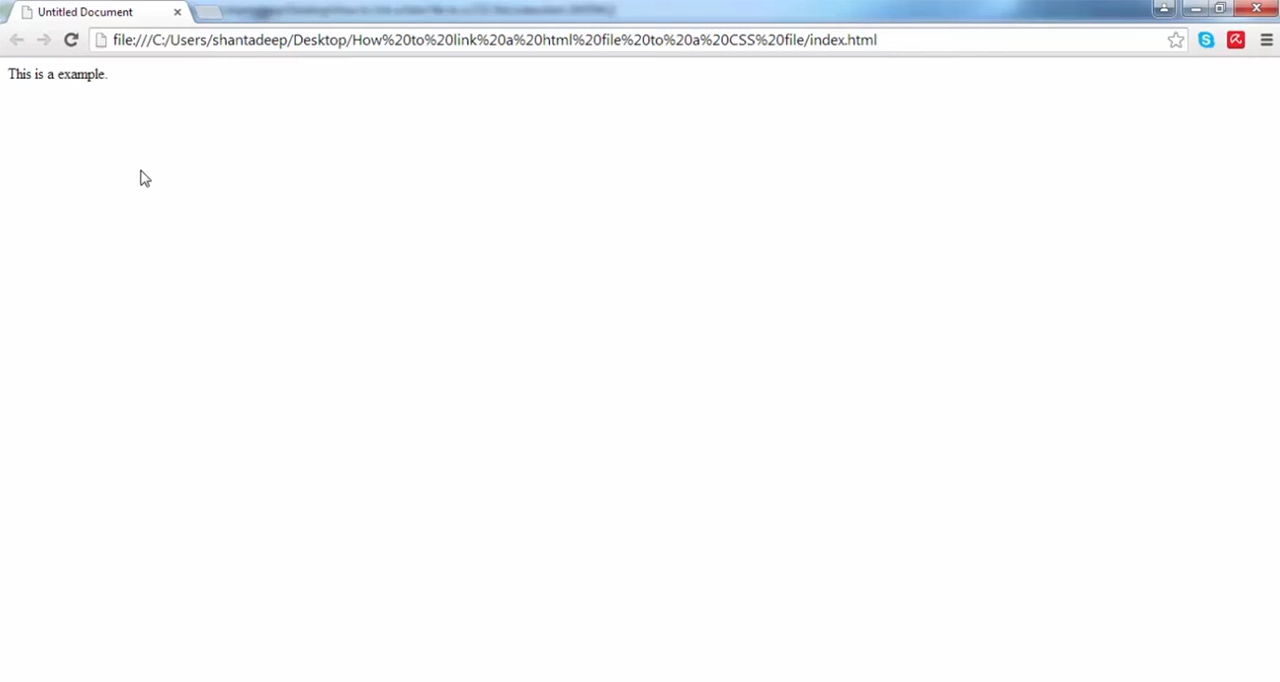 Untitled Document
file:///C:/Users/shantadeep/Desktop/How%20to%20link%20a%20html%20file%20to%20a%20CSS%20file/index.html
This is a example.